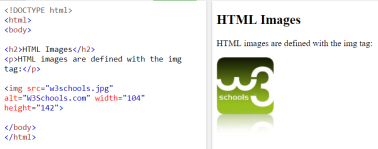 <!DOCTYPE html>
<html>
<body>
<h2>HTML Images</h2>
<p>HTML images are defined with the img
tag:</p>
<img src="w3schools.jpg"
alt="W3Schools.com" width="104"
height="142">
</body>
</html>
HTML Images
HTML images are defined with the img tag:
w3
schools